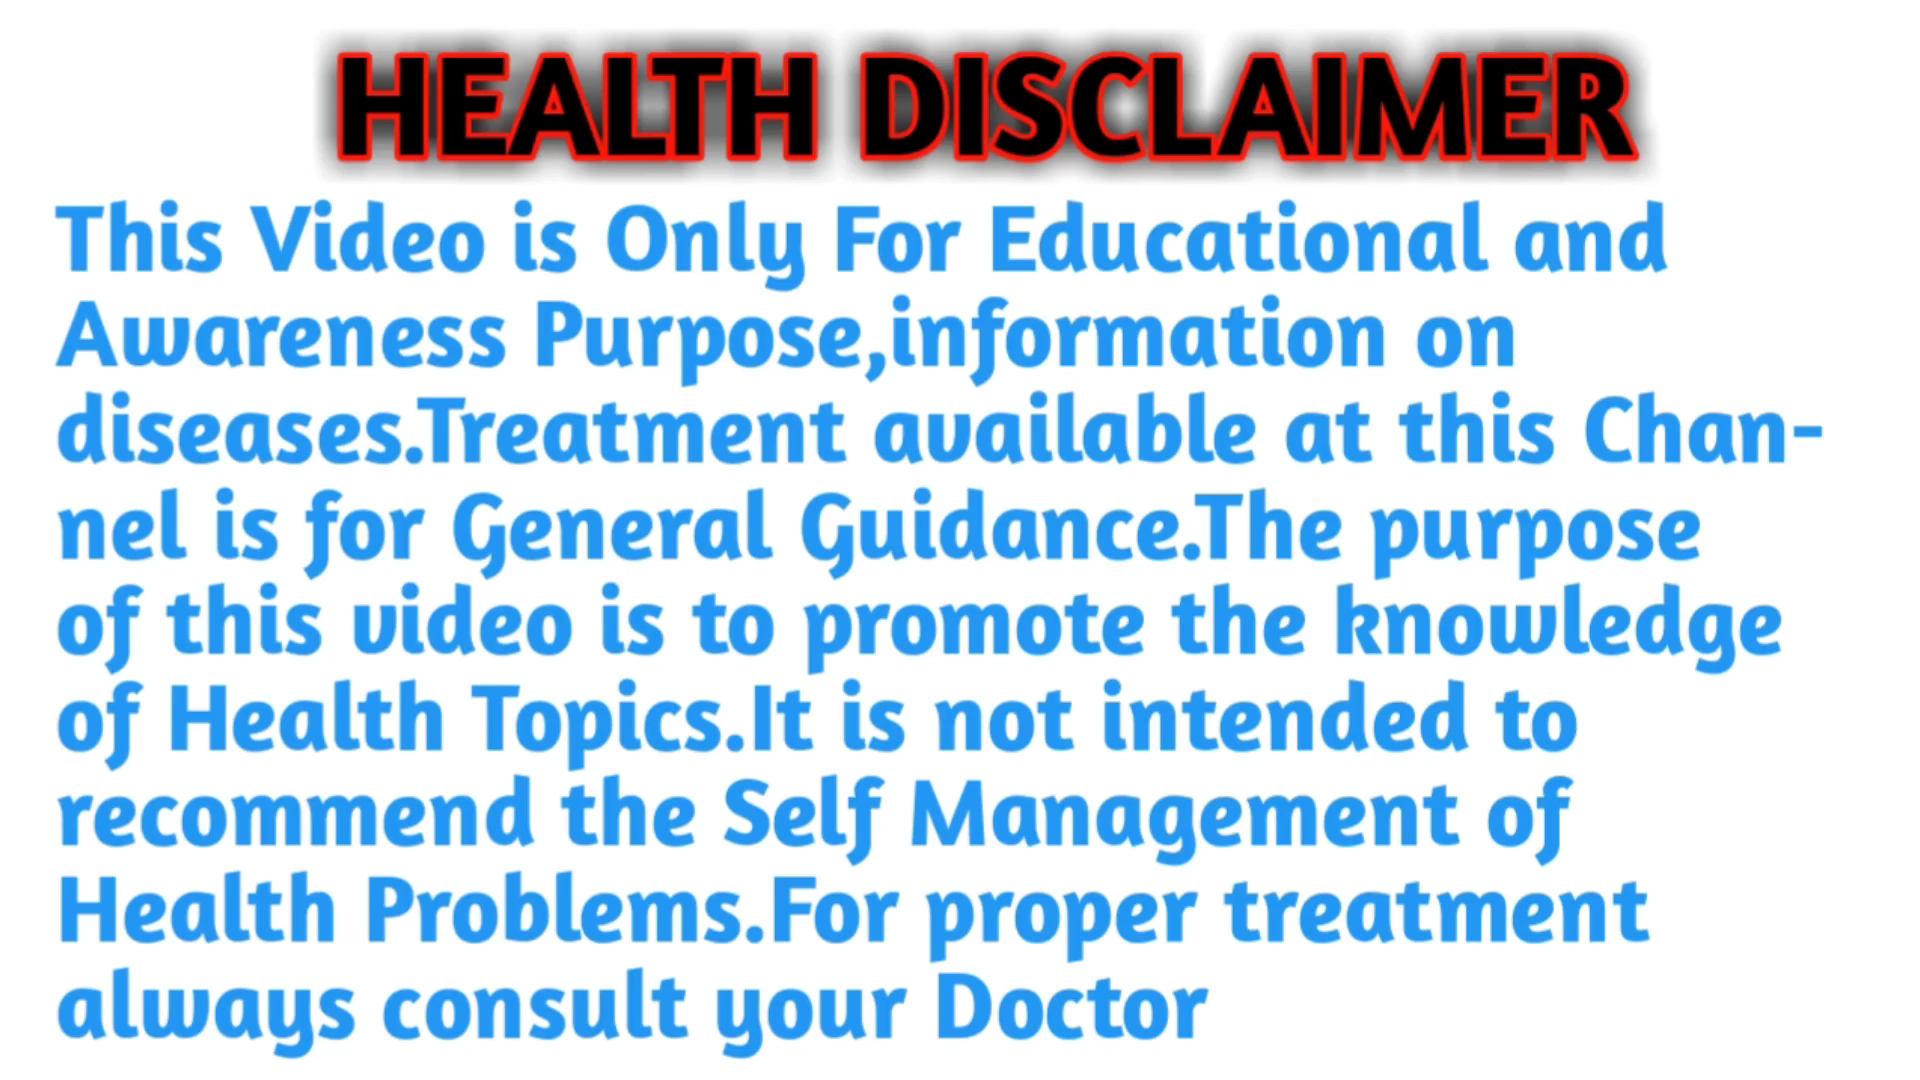 HEALTH DISCLAIMER
This Video is Only For Educational and
Awareness Purpose,information on
diseases.Treatment available at this Chan-
nel is for General Guidance.The purpose
of this video is to promote the knowledge
of Health Topics.It is not intended to
recommend the Self Management of
Health Problems.For proper treatment
always consult your Doctor